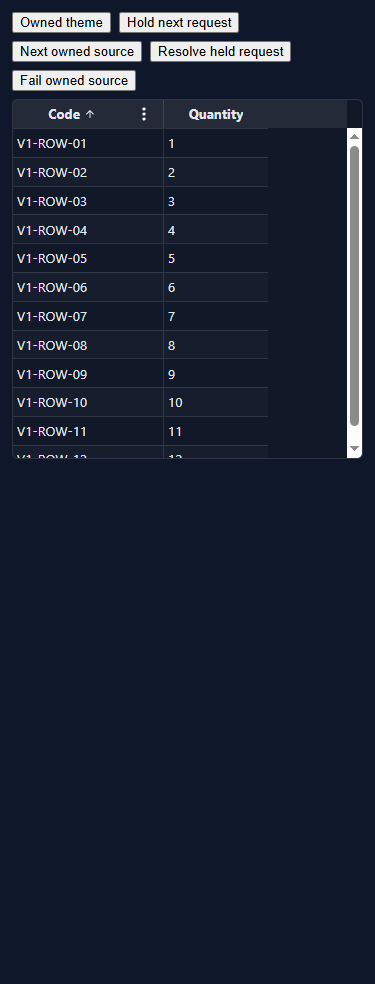 Owned theme Hold next request
Next owned source Resolve held request
Fail owned source
Code ↑ Quantity
V1-ROW-01 1
V1-ROW-02 2
V1-ROW-03 3
V1-ROW-04 4
V1-ROW-05 5
V1-ROW-06 6
V1-ROW-07 7
V1-ROW-08 8
V1-ROW-09 9
V1-ROW-10 10
V1-ROW-11 11